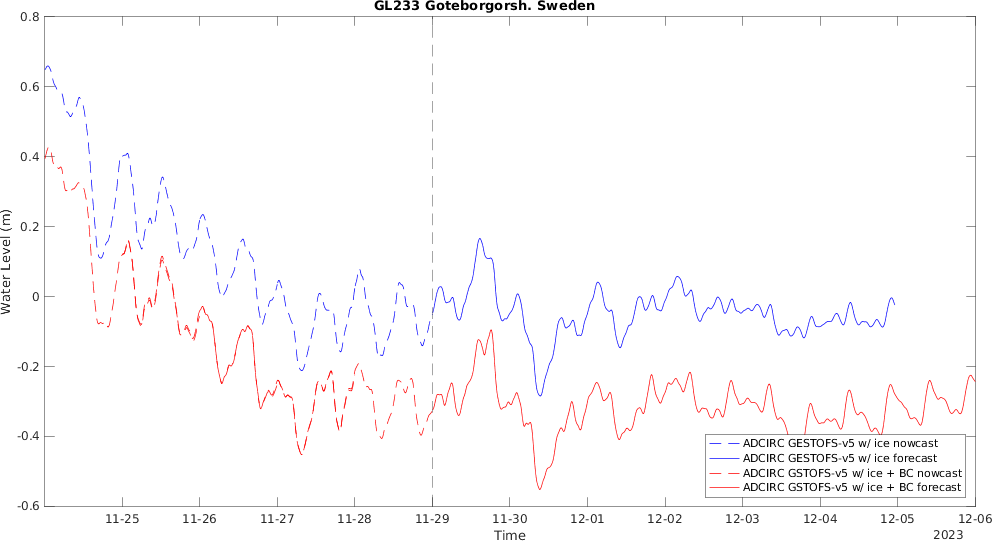 GL233 Goteborgorsh. Sweden
Water Level (m)
0.8
0.6
0.4
0.2
0
-0.2
-0.4
-0.6
ADCIRC GESTOFS-v5 w/ ice nowcast
ADCIRC GESTOFS-v5 w/ ice forecast
ADCIRC GSTOFS-v5 w/ ice + BC nowcast
ADCIRC GSTOFS-v5 w/ ice + BC forecast
11-25 11-26 11-27 11-28 11-29 11-30 12-01 12-02 12-03 12-04 12-05 12-06
Time
2023